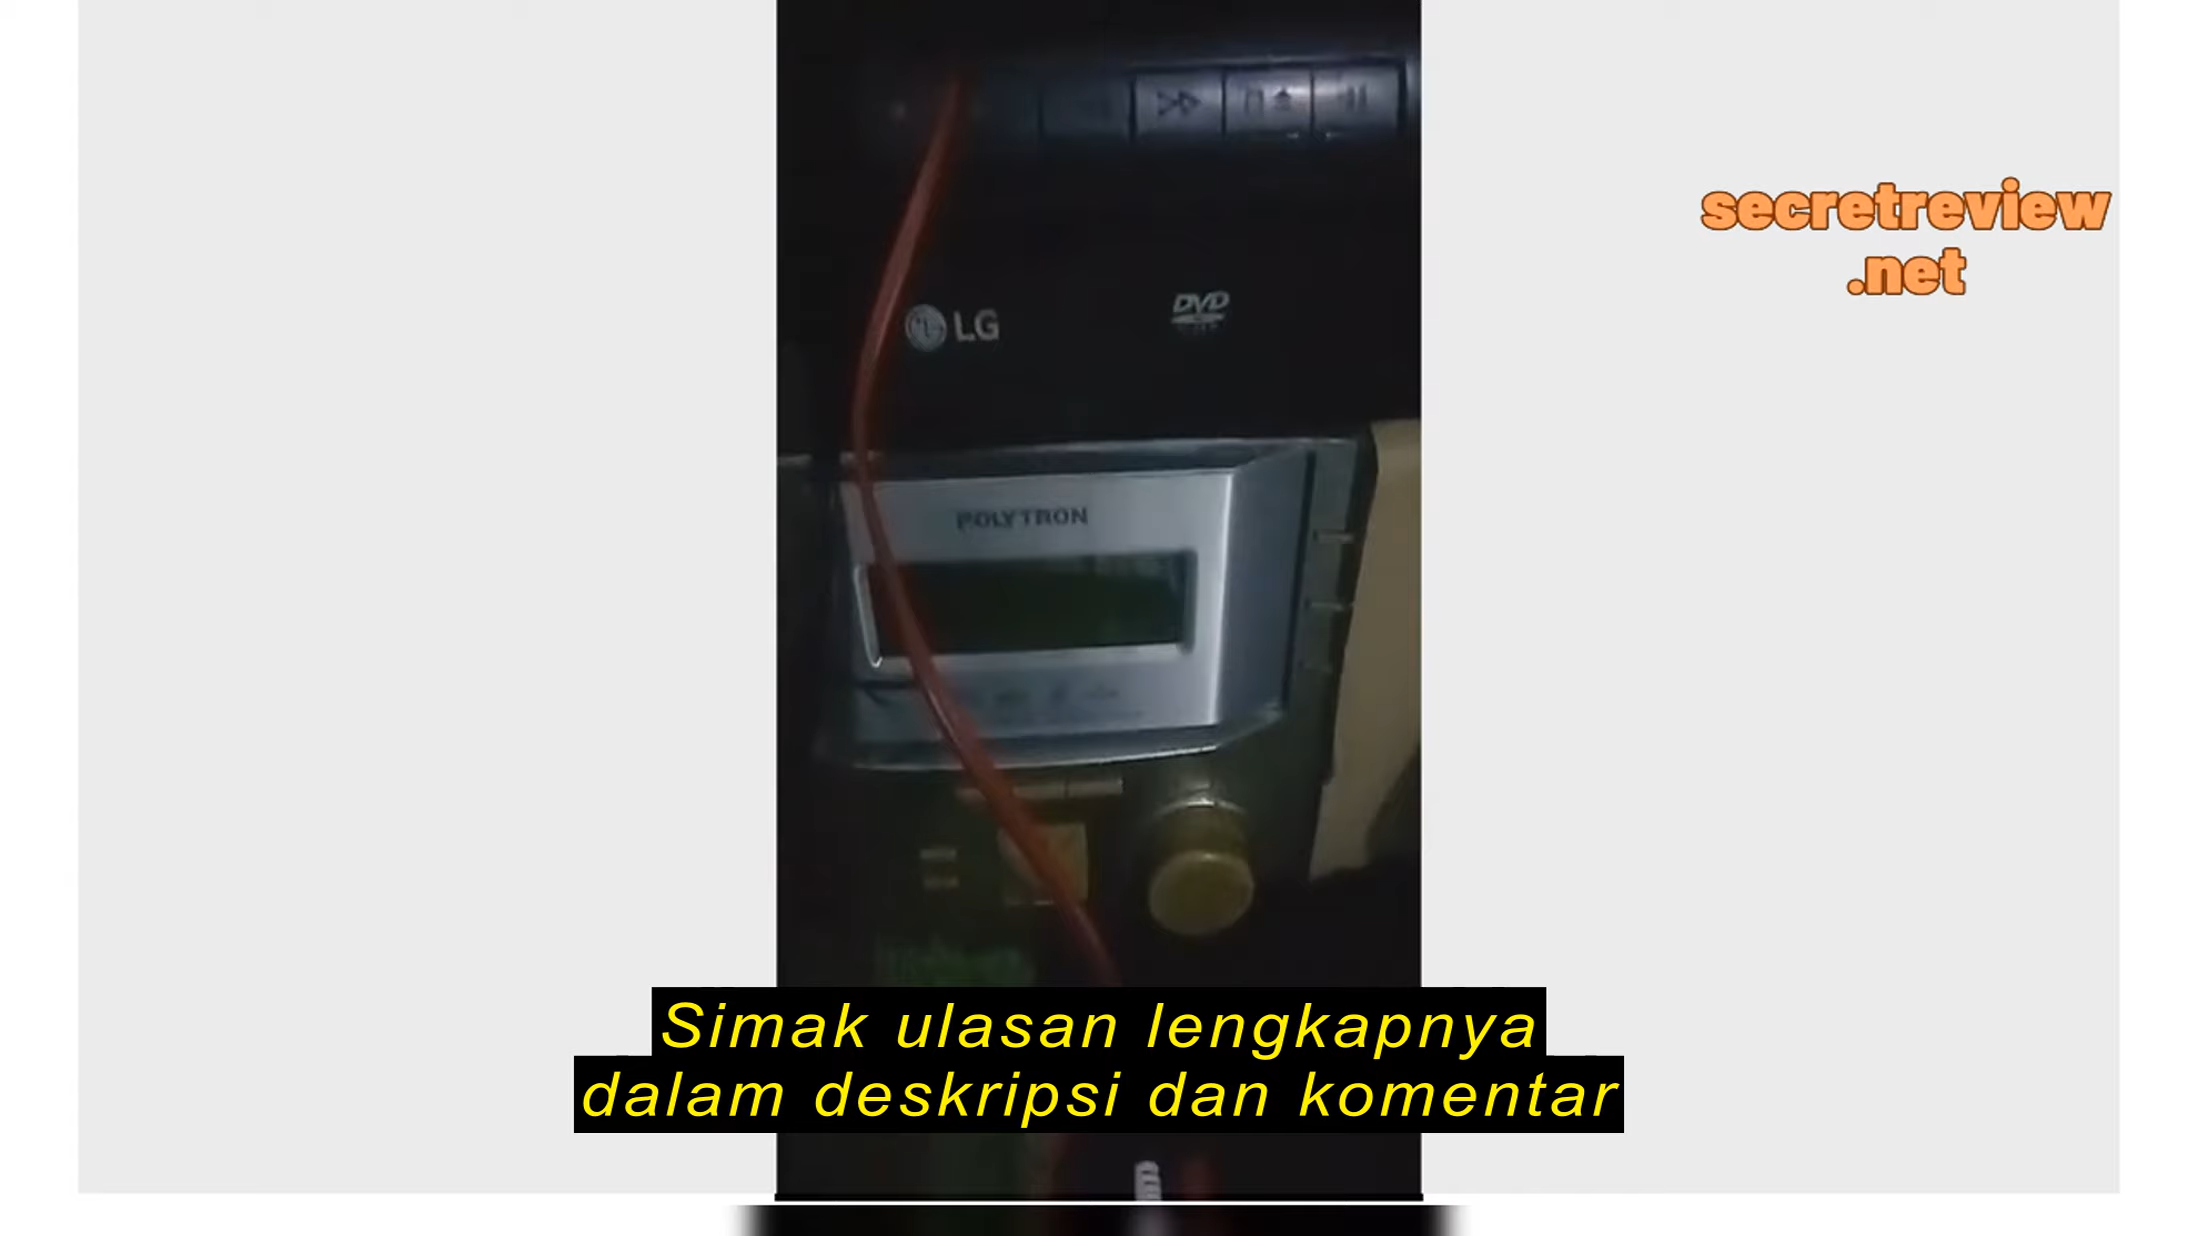 secretreview
.net
LG
DVD
POLYTRON
Simak ulasan lengkapnya
dalam deskripsi dan komentar